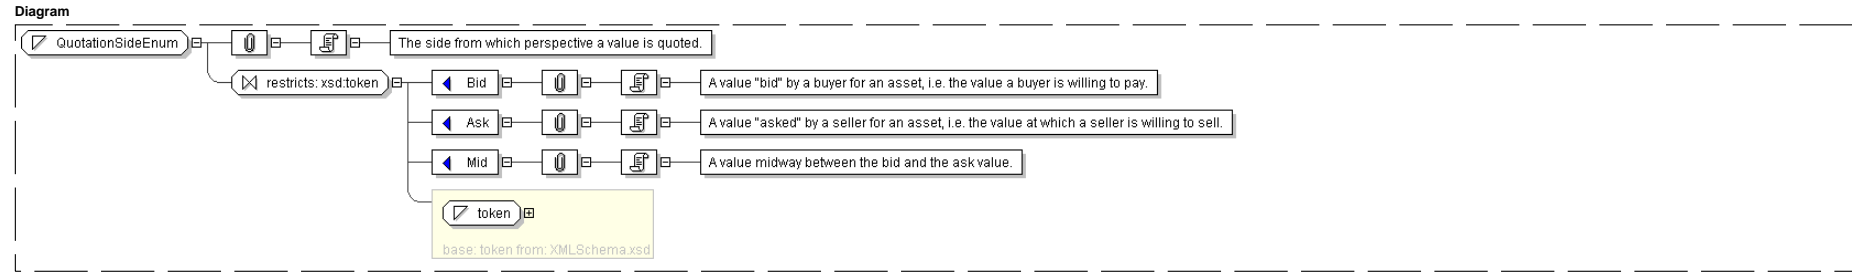 Diagram
QuotationSideEnum The side from which perspective a value is quoted.
restricts: xsd:token Bid A value "bid" by a buyer for an asset, i.e. the value a buyer is willing to pay.
Ask A value "asked" by a seller for an asset, i.e. the value at which a seller is willing to sell.
Mid A value midway between the bid and the ask value.
token
base: token from: XMLSchema.xsd